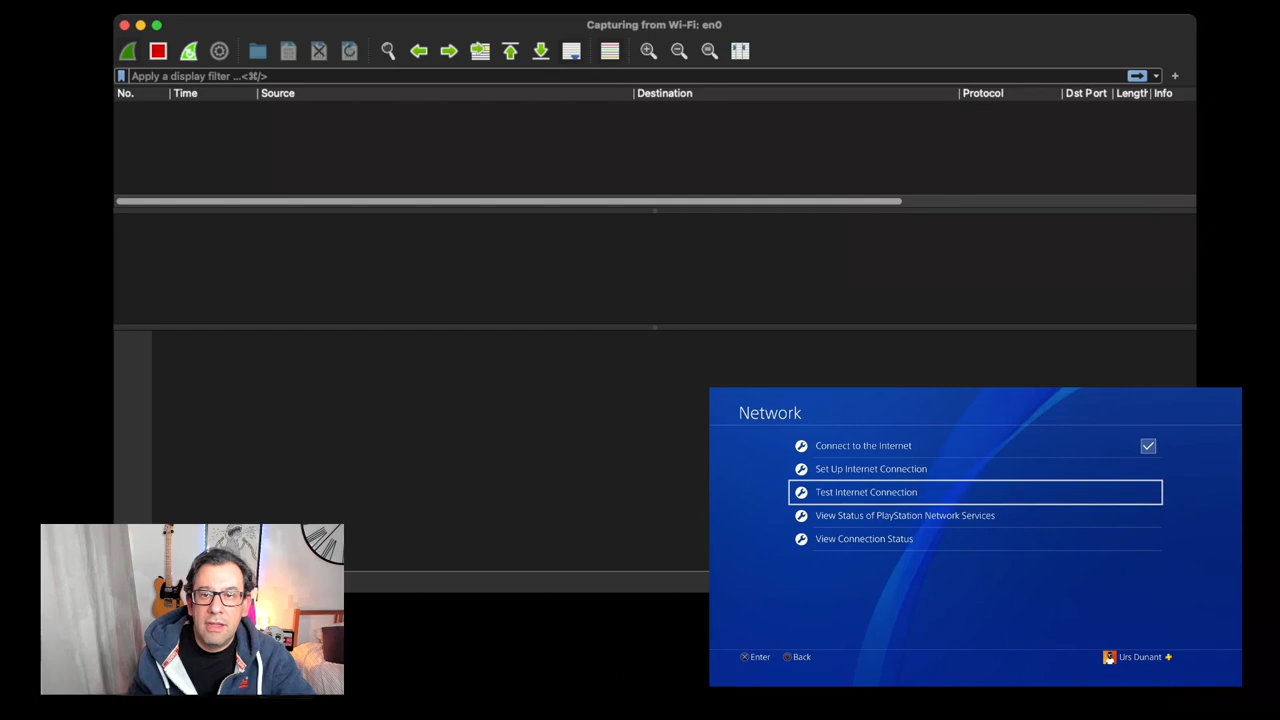 Capturing from Wi-Fi: en0
Apply a display filter ...<⌘/>
No. Time Source Destination Protocol Dst Port Length Info
Network
Connect to the Internet
Set Up Internet Connection
Test Internet Connection
View Status of PlayStation Network Services
View Connection Status
Enter Back Urs Dunant